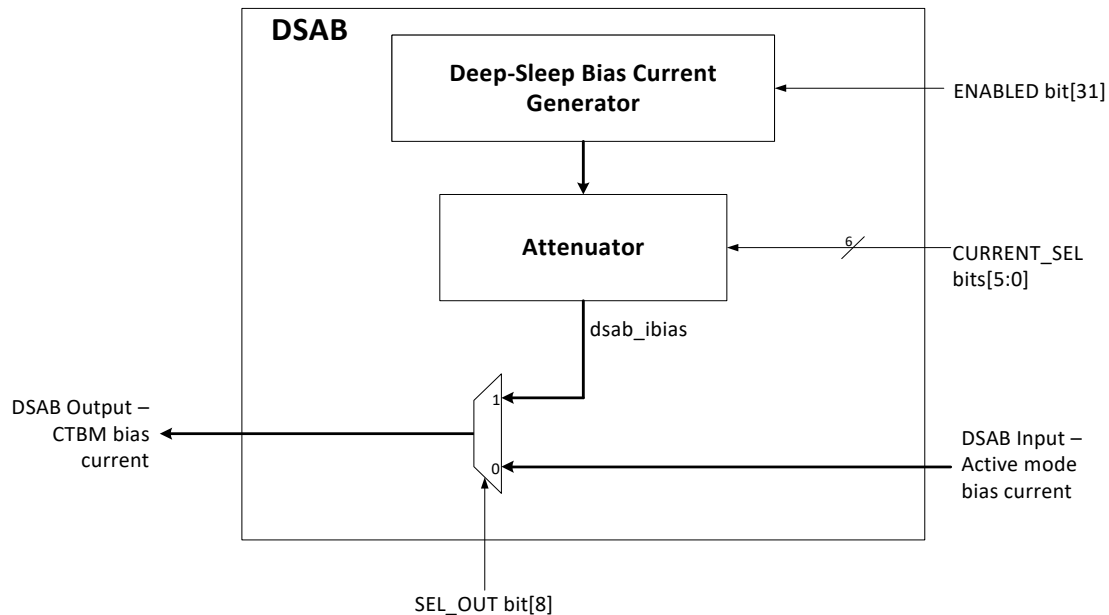 DSAB
Deep-Sleep Bias Current
Generator
ENABLED bit[31]
Attenuator
6
CURRENT_SEL
bits[5:0]
dsab_ibias
1
DSAB Output –
CTBM bias
current
0
DSAB Input –
Active mode
bias current
SEL_OUT bit[8]